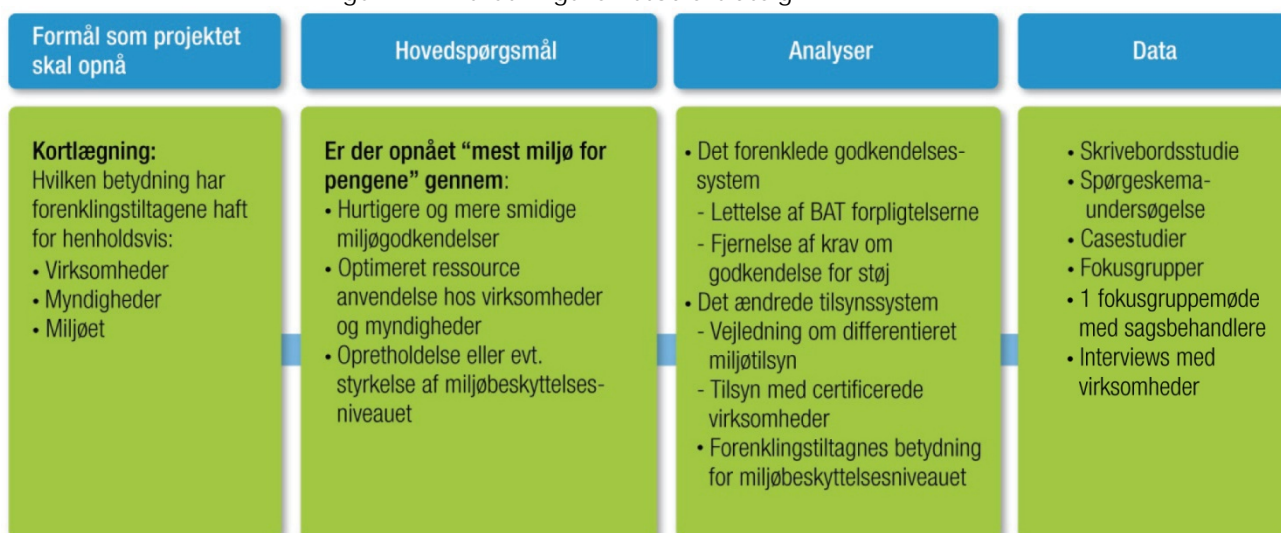 Formål som projektet
skal opnå
Kortlægning:
Hvilken betydning har
forenklingstiltagene haft
for henholdsvis:
• Virksomheder
• Myndigheder
• Miljøet
Hovedspørgsmål
Er der opnået “mest miljø for
pengene” gennem:
• Hurtigere og mere smidige
miljøgodkendelser
• Optimeret ressource
anvendelse hos virksomheder
og myndigheder
• Opretholdelse eller evt.
styrkelse af miljøbeskyttelses-
niveauet
Analyser
• Det forenklede godkendelses-
system
- Lettelse af BAT forpligtelserne
- Fjernelse af krav om
godkendelse for støj
• Det ændrede tilsynssystem
- Vejledning om differentieret
miljøtilsyn
- Tilsyn med certificerede
virksomheder
• Forenklingstiltagnes betydning
for miljøbeskyttelsesniveauet
Data
• Skrivebordsstudie
• Spørgeskema-
undersøgelse
• Casestudier
• Fokusgrupper
• 1 fokusgruppemøde
med sagsbehandlere
• Interviews med
virksomheder